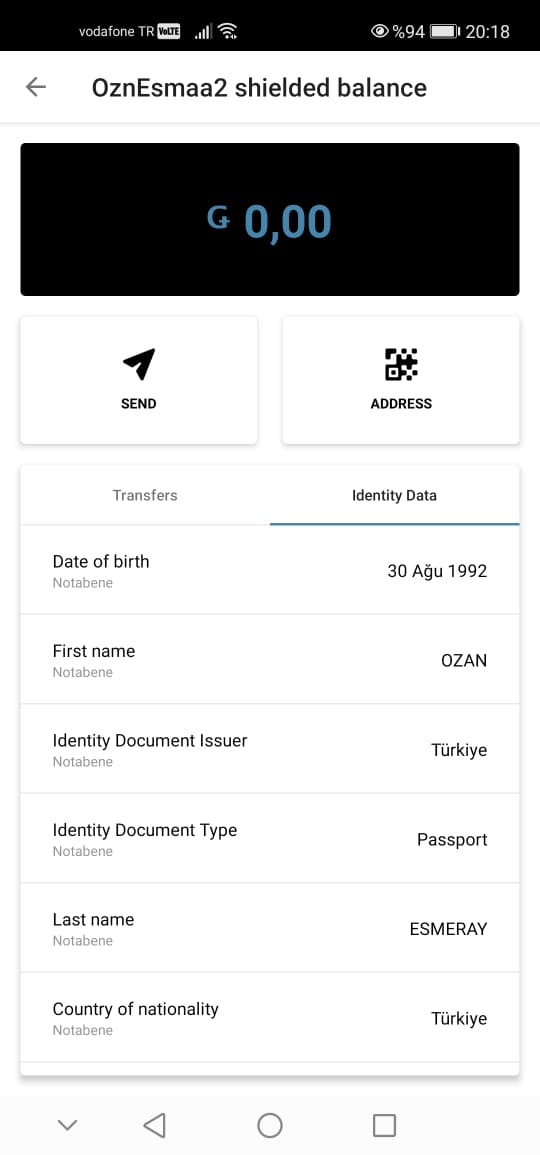 vodafone TR VoLTE %94 20:18
OznEsmaa2 shielded balance
G 0,00
SEND ADDRESS
Transfers Identity Data
Date of birth
Notabene
30 Ağu 1992
First name
Notabene
OZAN
Identity Document Issuer
Notabene
Türkiye
Identity Document Type
Notabene
Passport
Last name
Notabene
ESMERAY
Country of nationality
Notabene
Türkiye